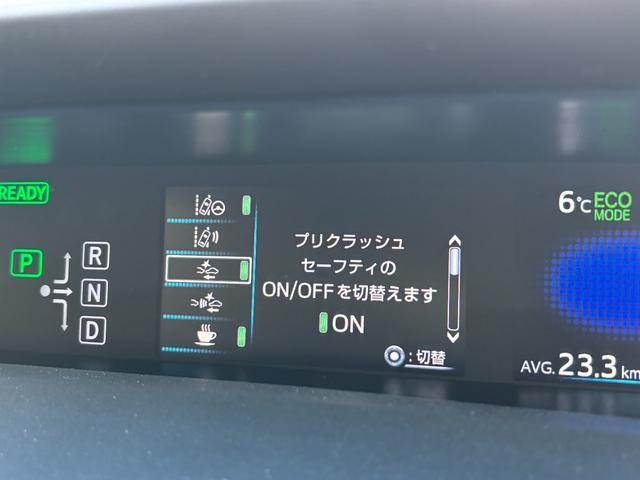 READY
P
R
N
D
プリクラッシュ
セーフティの
ON/OFFを切替えます
ON
:切替
6℃
ECO
MODE
AVG.23.3km